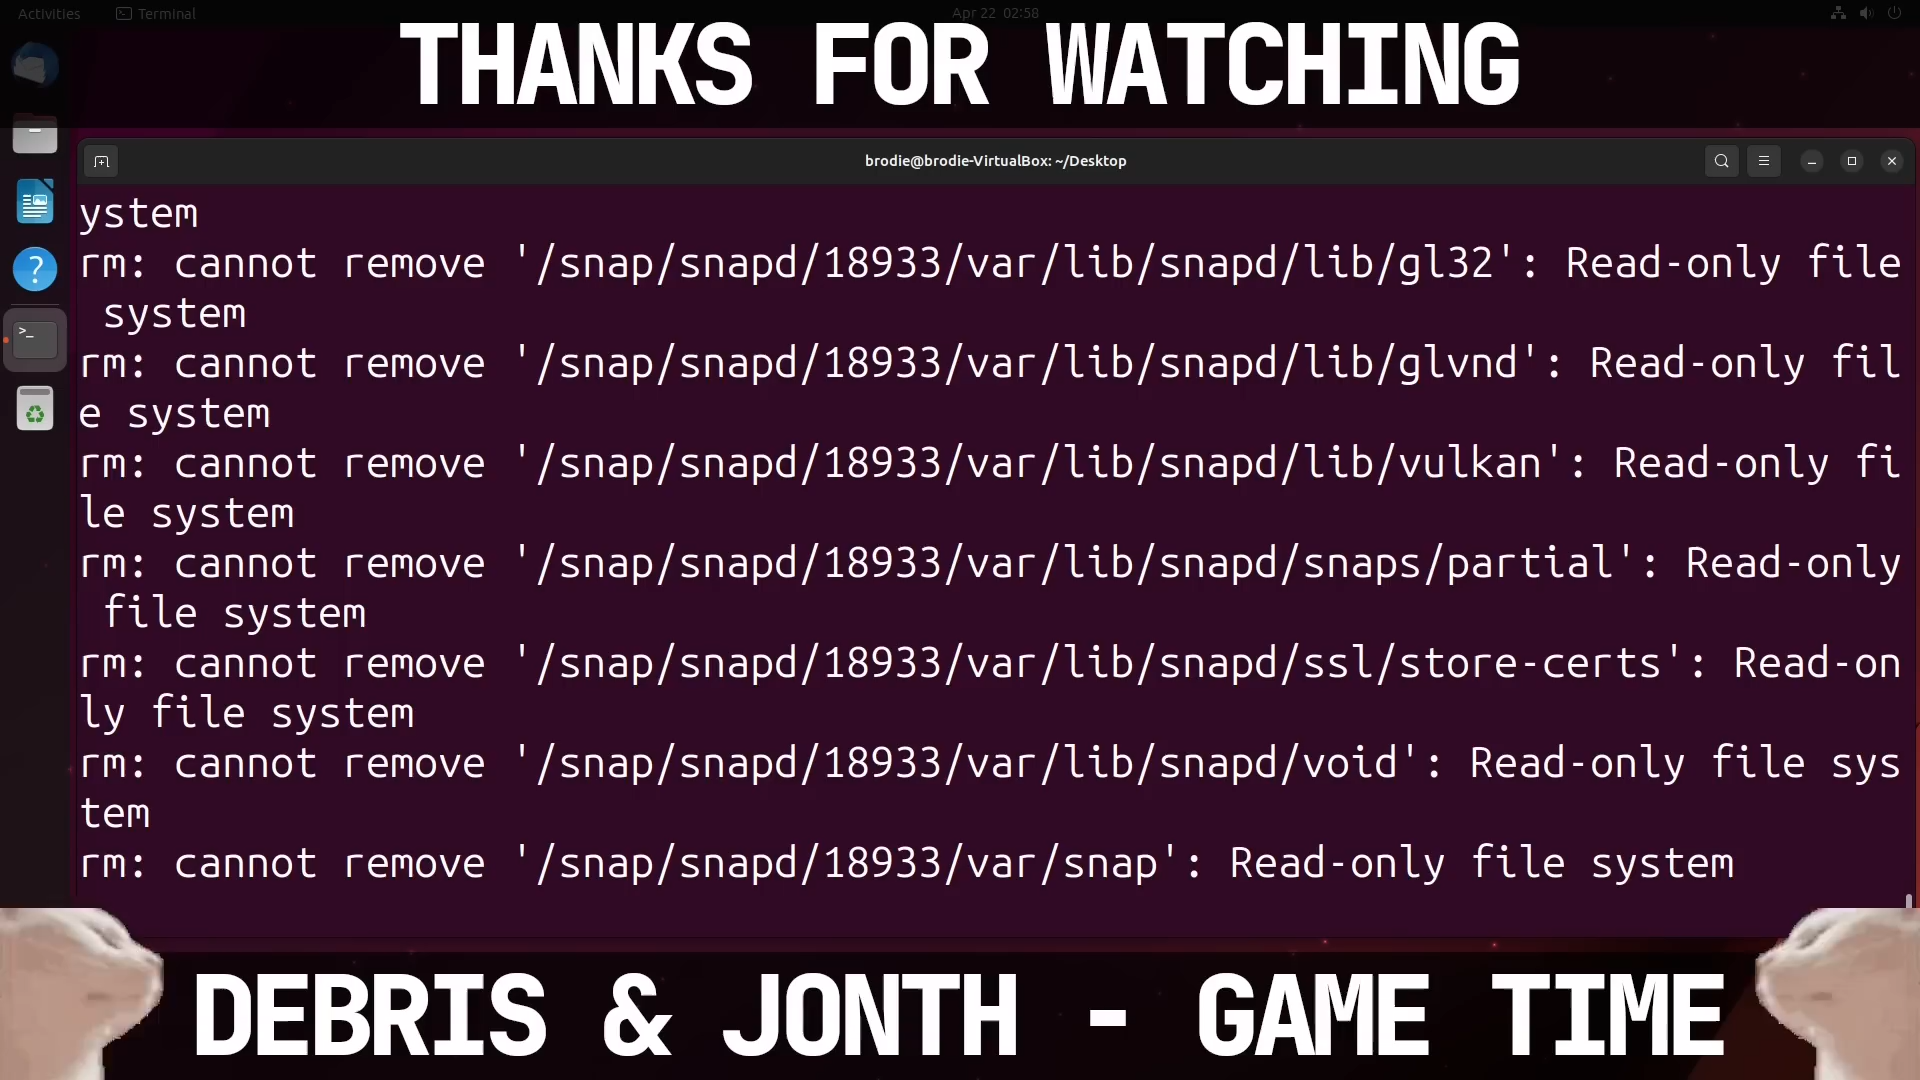 Activities
Terminal
Apr 22 02:58
THANKS FOR WATCHING
brodie@brodie-VirtualBox: ~/Desktop
ystem
rm: cannot remove '/snap/snapd/18933/var/lib/snapd/lib/gl32': Read-only file
 system
rm: cannot remove '/snap/snapd/18933/var/lib/snapd/lib/glvnd': Read-only fil
e system
rm: cannot remove '/snap/snapd/18933/var/lib/snapd/lib/vulkan': Read-only fi
le system
rm: cannot remove '/snap/snapd/18933/var/lib/snapd/snaps/partial': Read-only
 file system
rm: cannot remove '/snap/snapd/18933/var/lib/snapd/ssl/store-certs': Read-on
ly file system
rm: cannot remove '/snap/snapd/18933/var/lib/snapd/void': Read-only file sys
tem
rm: cannot remove '/snap/snapd/18933/var/snap': Read-only file system
DEBRIS & JONTH - GAME TIME